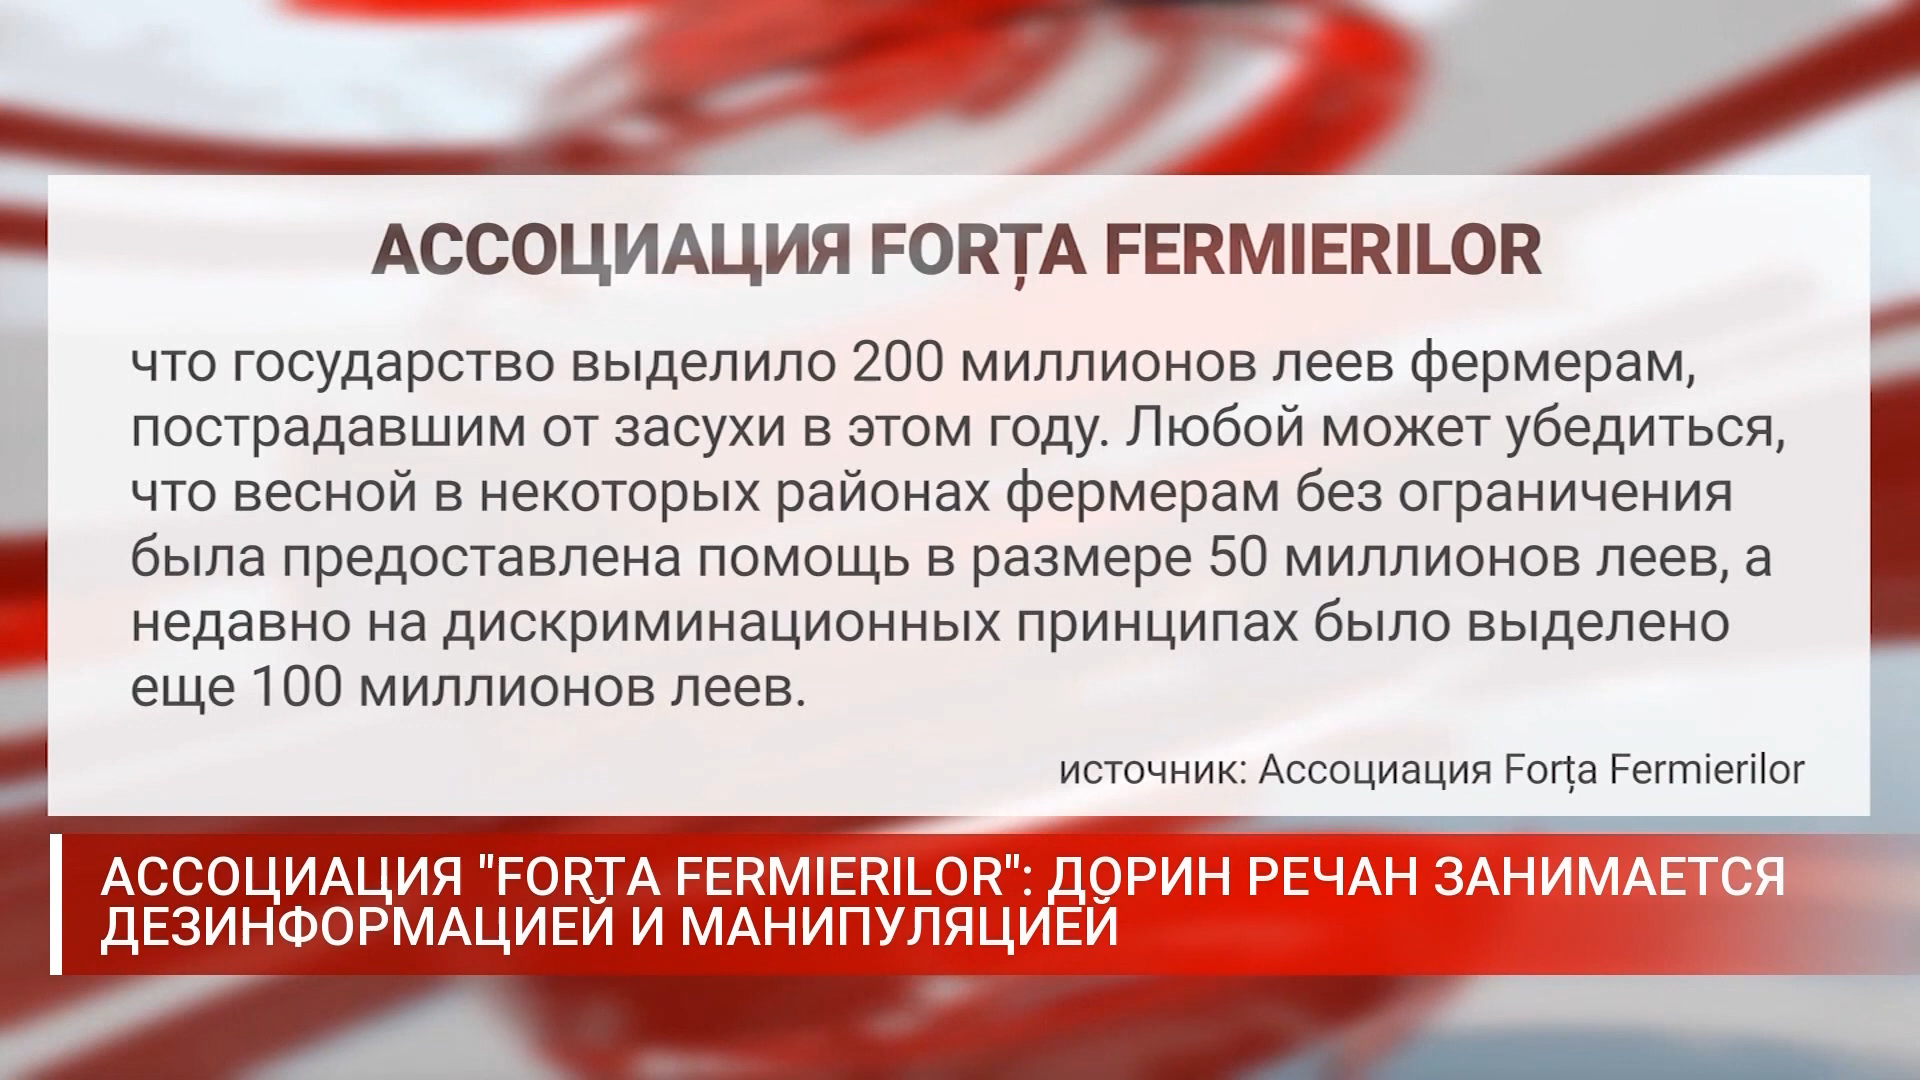 АССОЦИАЦИЯ FORȚA FERMIERILOR
что государство выделило 200 миллионов леев фермерам,
пострадавшим от засухи в этом году. Любой может убедиться,
что весной в некоторых районах фермерам без ограничения
была предоставлена помощь в размере 50 миллионов леев, а
недавно на дискриминационных принципах было выделено
еще 100 миллионов леев.
источник: Ассоциация Forța Fermierilor
АССОЦИАЦИЯ "FORTA FERMIERILOR": ДОРИН РЕЧАН ЗАНИМАЕТСЯ
ДЕЗИНФОРМАЦИЕЙ И МАНИПУЛЯЦИЕЙ